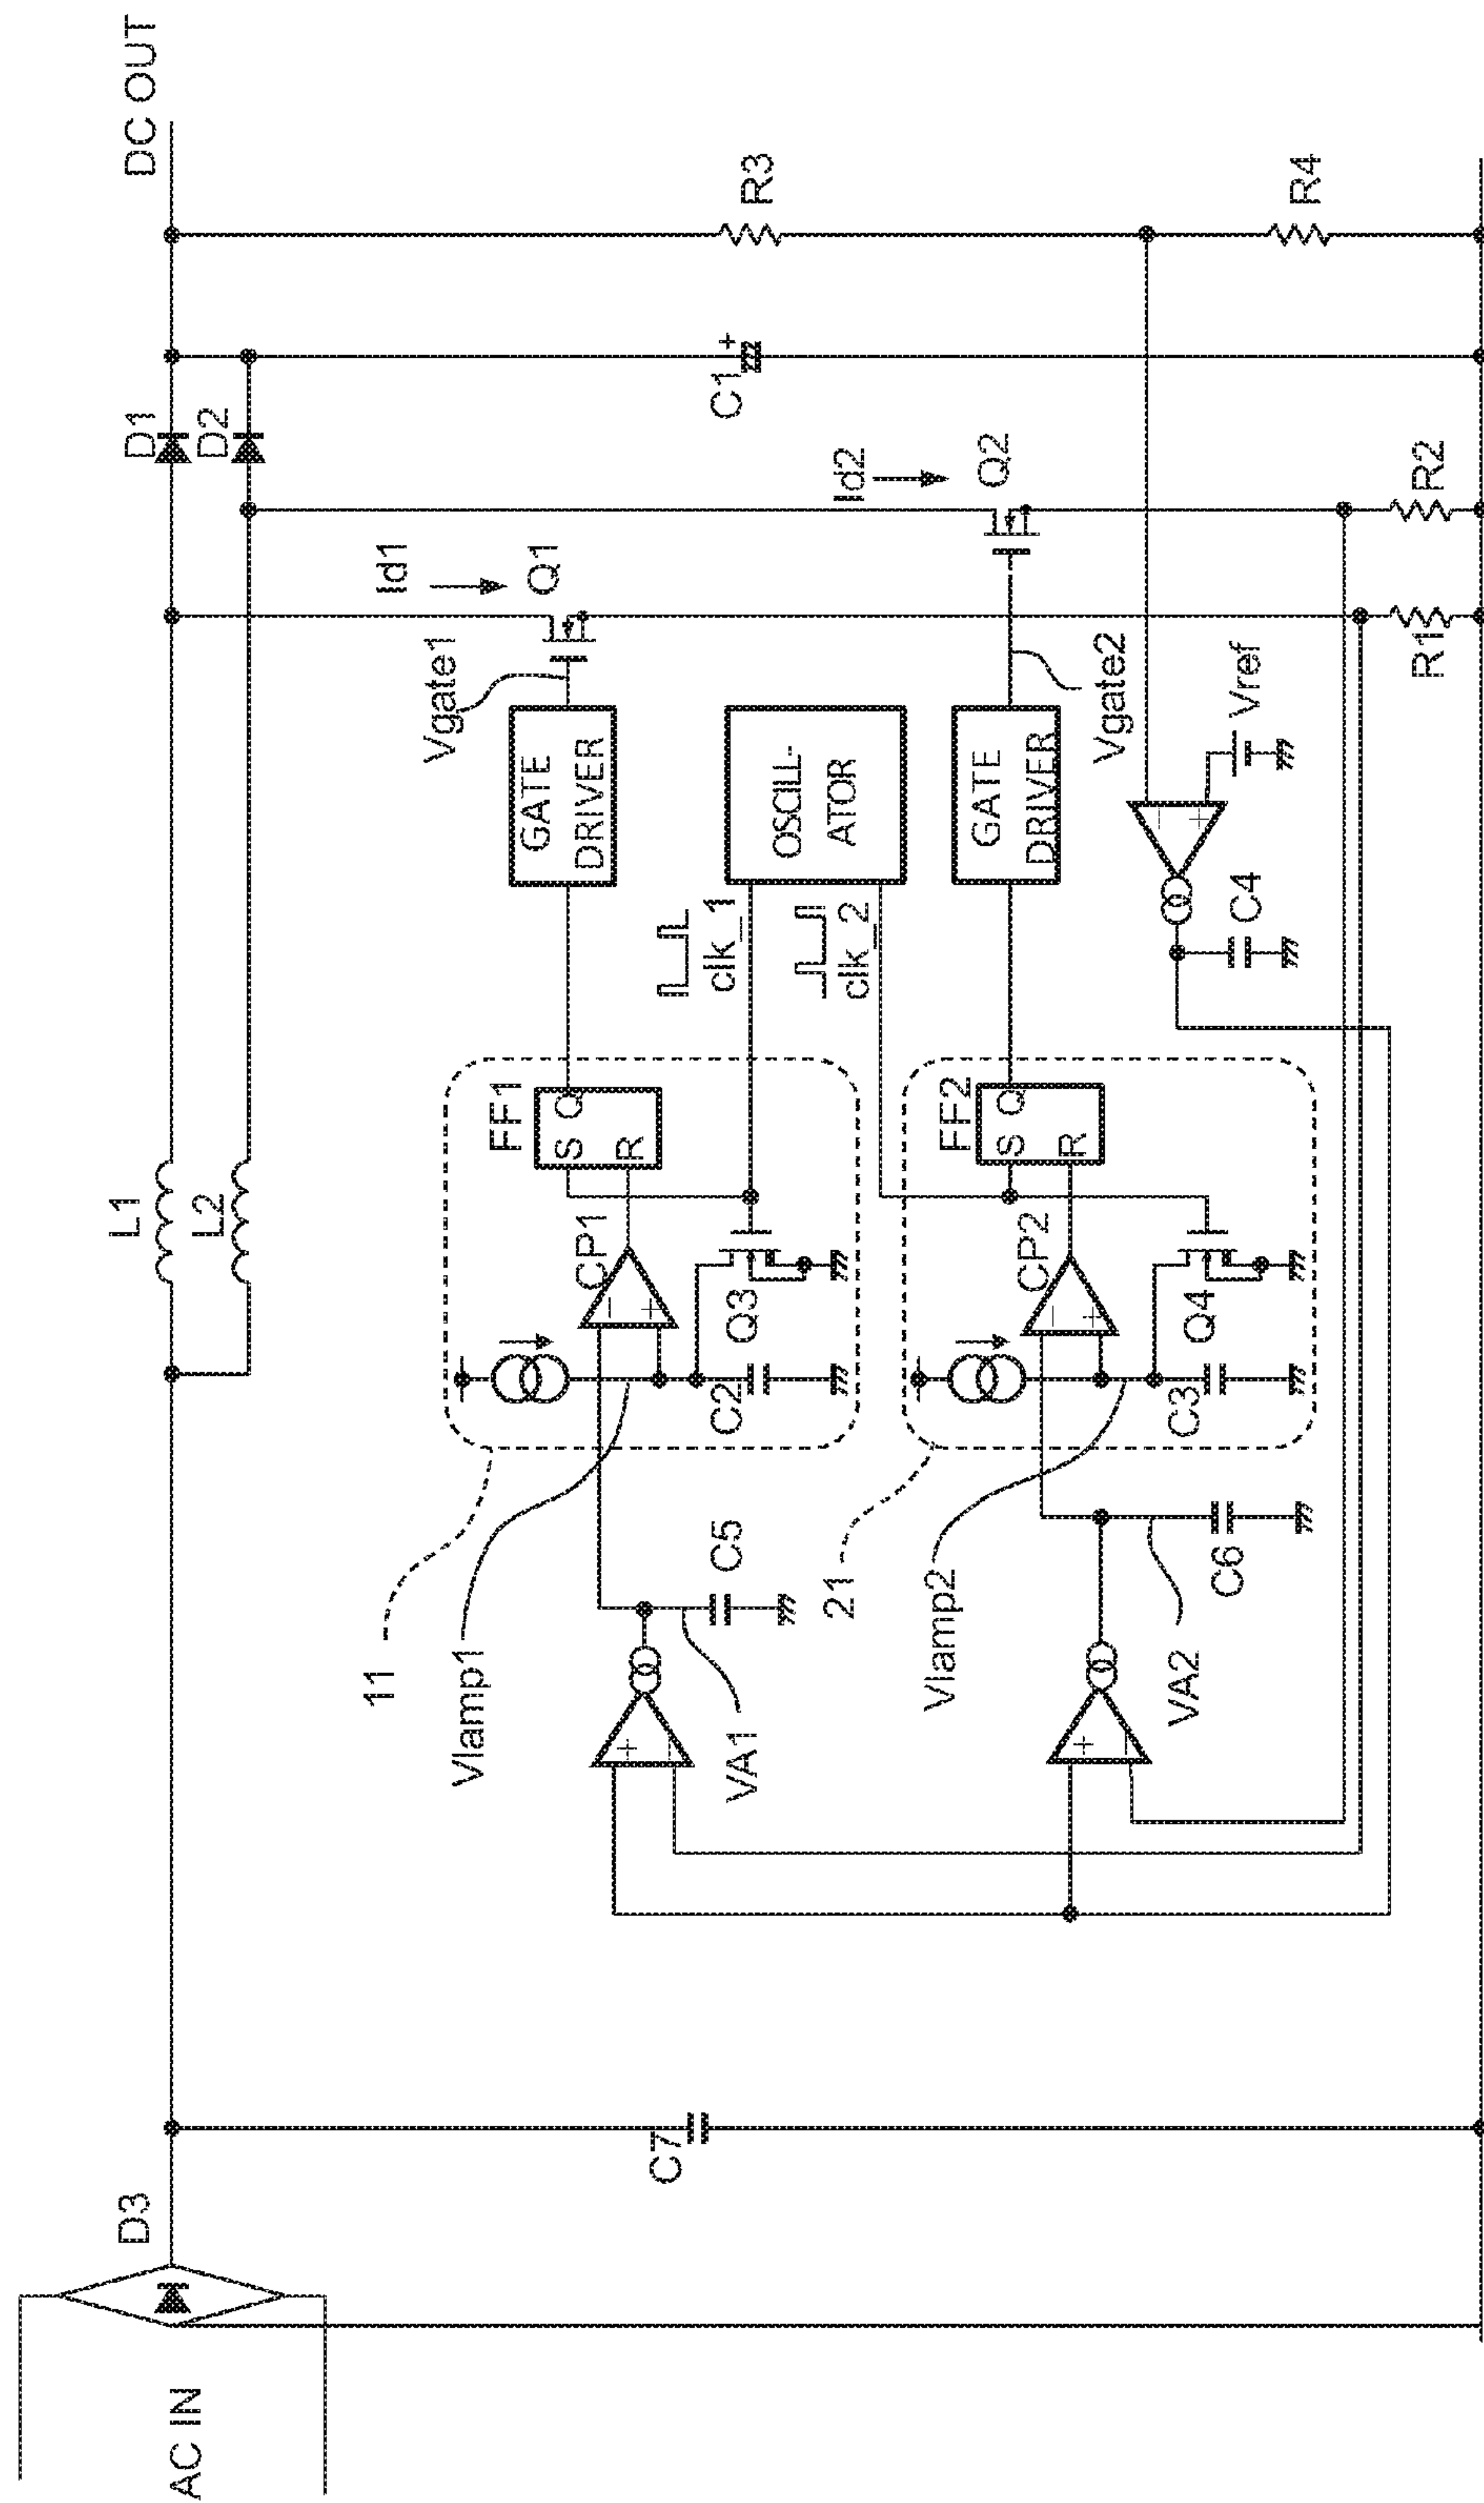 AC IN
D3
C7
L1
L2
D1
D2
DC OUT
11
Vlamp1
VA1
C5
FF1
S Q
R
CP1
- +
+ -
C2
Q3
GATE
DRIVER
Vgate1
Id1
Q1
clk_1
OSCILL-
ATOR
clk_2
21
Vlamp2
VA2
C6
FF2
S Q
R
CP2
- +
+ -
C3
Q4
GATE
DRIVER
Vgate2
Id2
Q2
C4
- +
Vref
R1
R2
C1
+
R3
R4